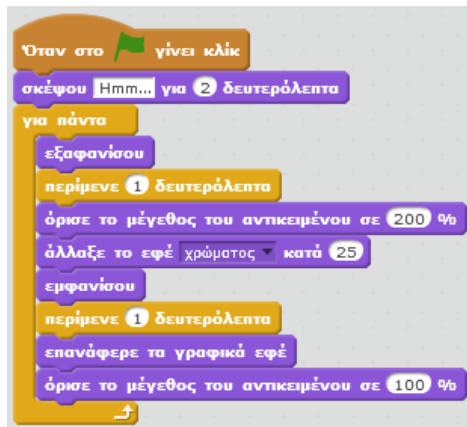 Όταν στο γίνει κλικ
σκέψου Hmm... για 2 δευτερόλεπτα
για πάντα
εξαφανίσου
περίμενε 1 δευτερόλεπτα
όρισε το μέγεθος του αντικειμένου σε 200 %
άλλαξε το εφέ χρώματος κατά 25
εμφανίσου
περίμενε 1 δευτερόλεπτα
επανάφερε τα γραφικά εφέ
όρισε το μέγεθος του αντικειμένου σε 100 %